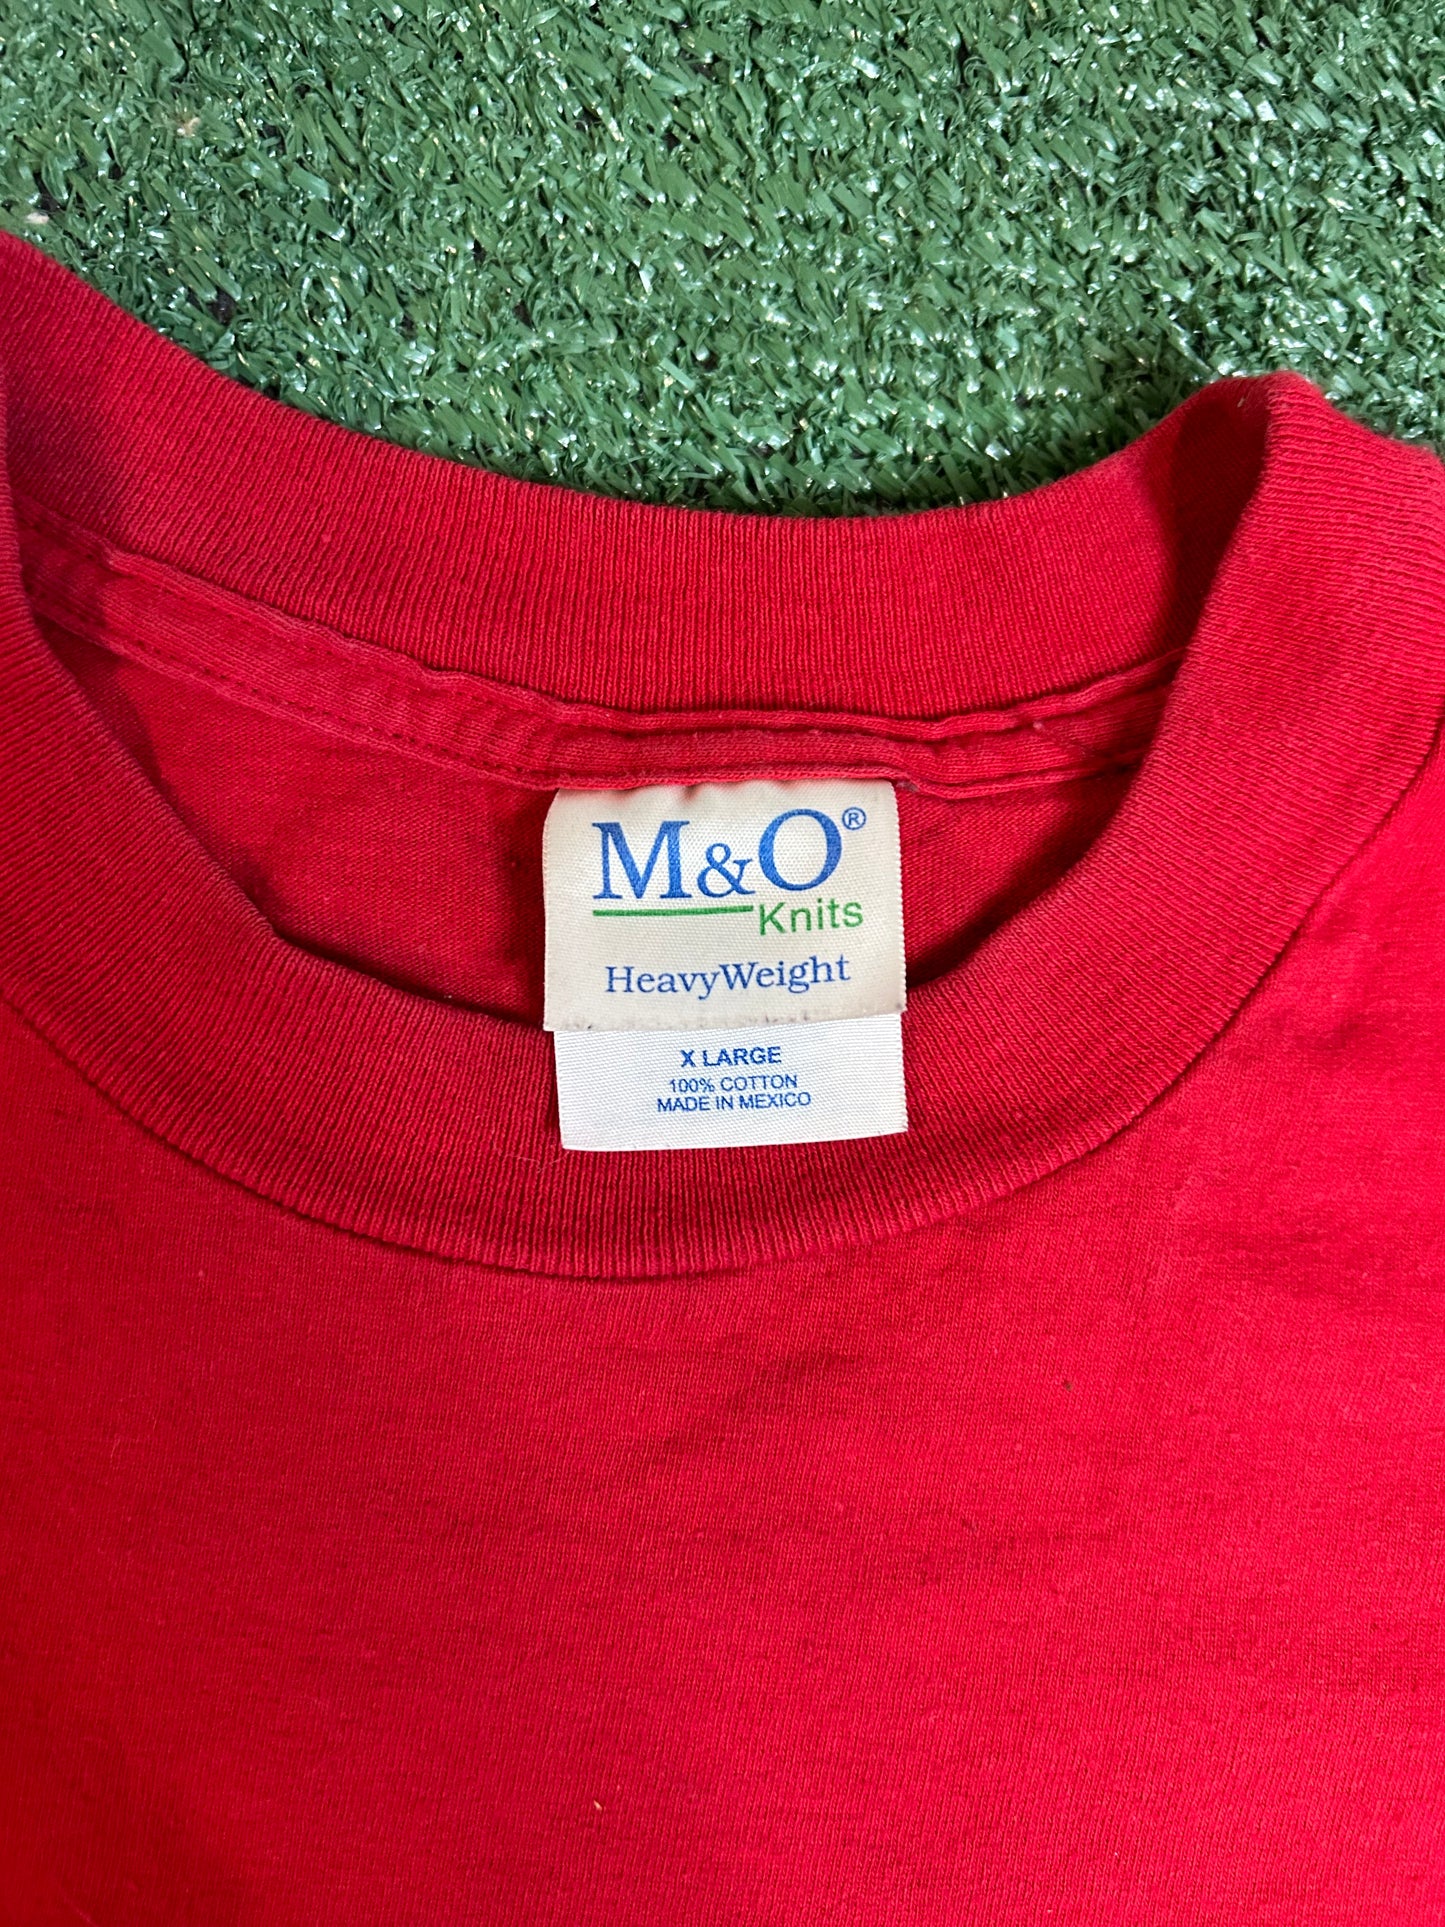 M&O®
Knits
HeavyWeight
X LARGE
100% COTTON
MADE IN MEXICO